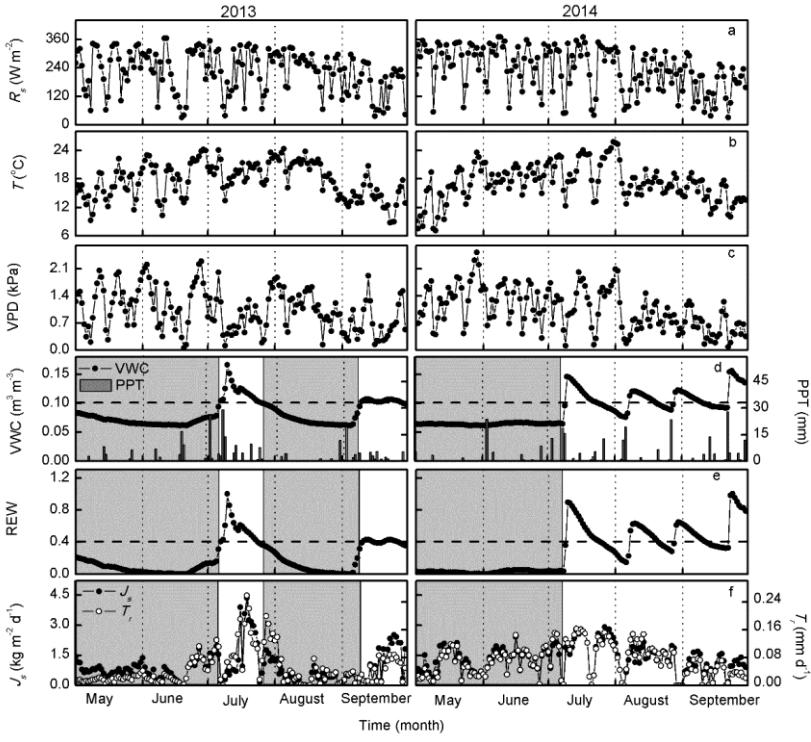 2013 2014
360
240
120
0
Rs (W m-2)
a
24
18
12
6
T (°C)
b
2.1
1.4
0.7
0.0
VPD (kPa)
c
0.15
0.10
0.05
0.00
VWC (m3 m-3)
VWC
PPT
d
45
30
15
0
PPT (mm)
1.2
0.8
0.4
0.0
REW
e
4.5
3.0
1.5
0.0
Js (kg m-2 d-1)
Js
Tr
f
0.24
0.16
0.08
0.00
Tr (mm d-1)
May June July August September May June July August September
Time (month)